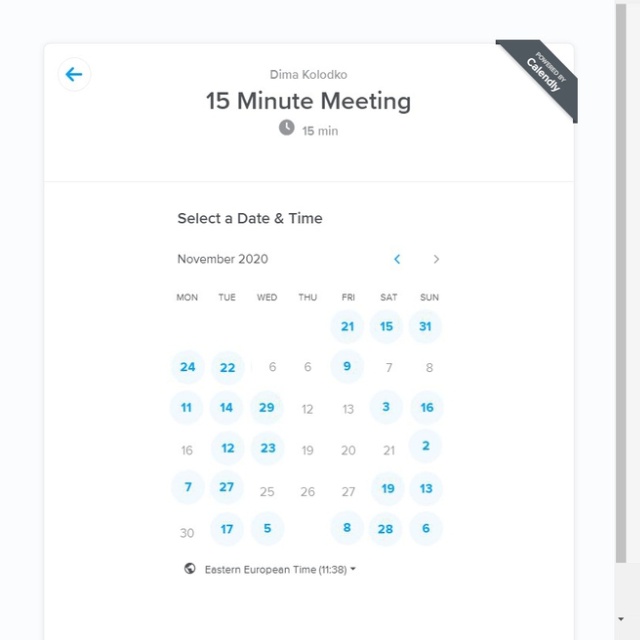 POWERED BY
Calendly
Dima Kolodko
15 Minute Meeting
15 min
Select a Date & Time
November 2020
MON TUE WED THU FRI SAT SUN
21 15 31
24 22 6 6 9 7 8
11 14 29 12 13 3 16
16 12 23 19 20 21 2
7 27 25 26 27 19 13
30 17 5 8 28 6
Eastern European Time (11:38)